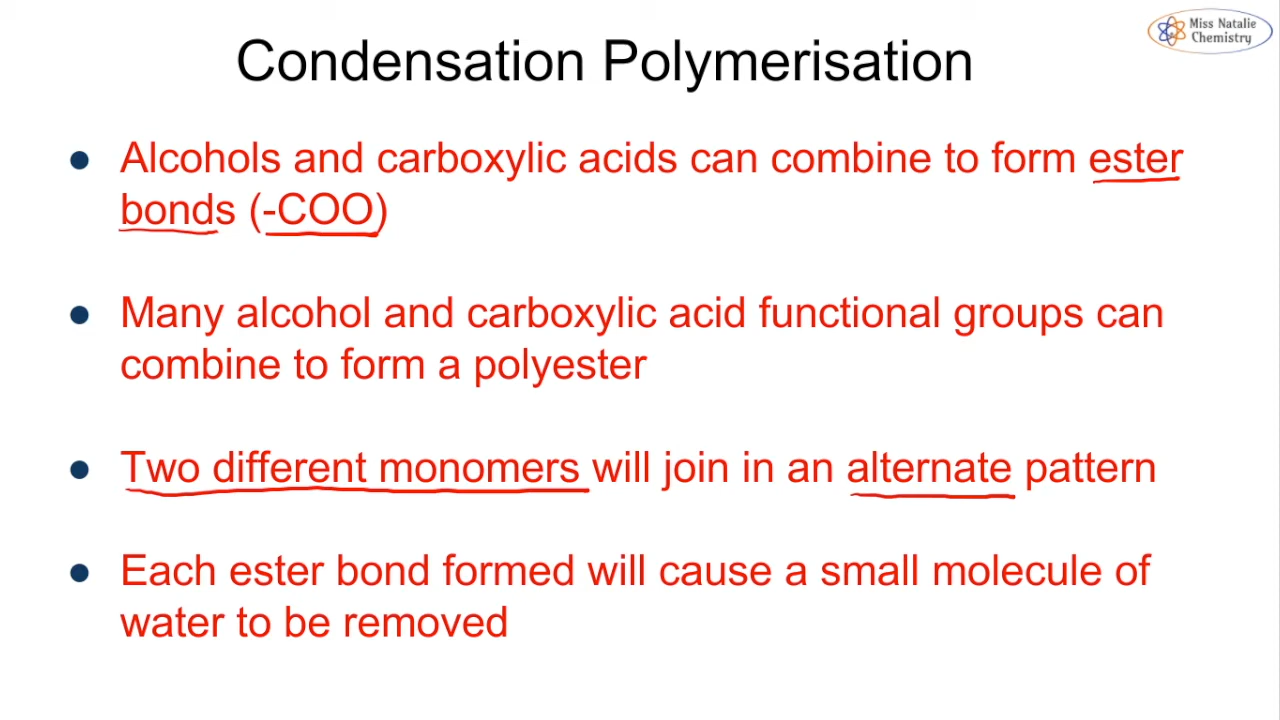 Miss Natalie
Chemistry
Condensation Polymerisation
● Alcohols and carboxylic acids can combine to form ester
bonds (-COO)
● Many alcohol and carboxylic acid functional groups can
combine to form a polyester
● Two different monomers will join in an alternate pattern
● Each ester bond formed will cause a small molecule of
water to be removed